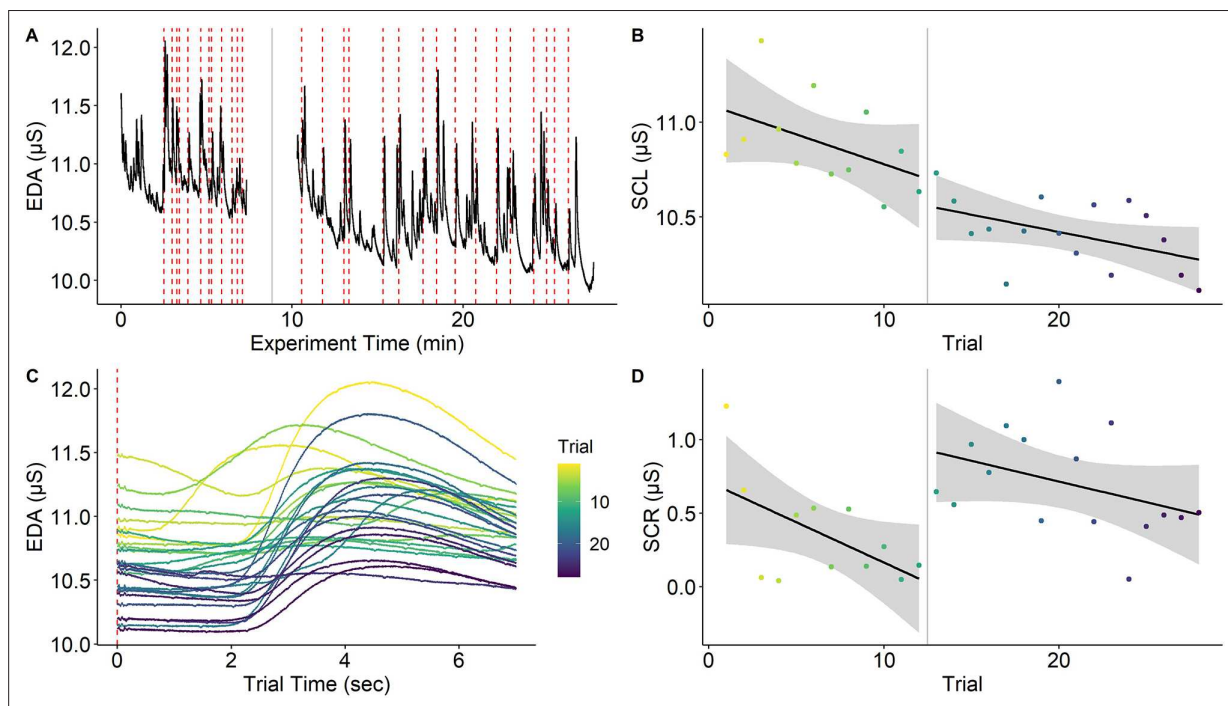 A
12.0
11.5
11.0
10.5
10.0
EDA (µS)
0
10
20
Experiment Time (min)
B
11.0
10.5
SCL (µS)
0
10
20
Trial
C
12.0
11.5
11.0
10.5
10.0
EDA (µS)
0
2
4
6
Trial Time (sec)
Trial
10
20
D
1.0
0.5
0.0
SCR (µS)
0
10
20
Trial